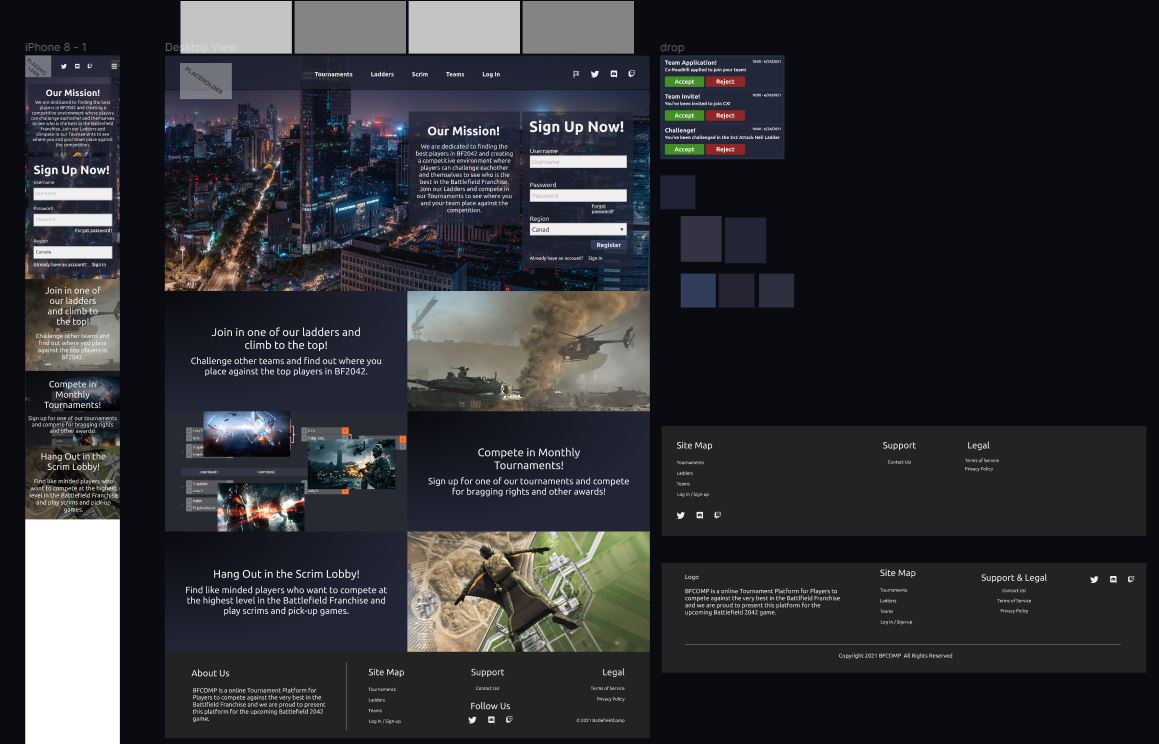 iPhone 8 - 1
Our Mission!
We are dedicated to finding the best
players in BF2042 and creating a
competitive environment where players
can challenge eachother and themselves
to see who is the best in the Battlefield
Franchise. Join our Ladders and
compete in our Tournaments to see
where you and your team place against
the competition.
Sign Up Now!
Username
Username
Password
Password
Forgot password?
Region
Canada
Already have an account? Sign In
Join in one of
our ladders
and climb to
the top!
Challenge other teams and
find out where you place
against the top players in
BF2042.
Compete in
Monthly
Tournaments!
Sign up for one of our tournaments
and compete for bragging rights
and other awards!
Hang Out in the
Scrim Lobby!
Find like minded players who
want to compete at the highest
level in the Battlefield Franchise
and play scrims and pick-up
games.
Desktop View
PLACEHOLDER
Tournaments
Ladders
Scrim
Teams
Log In
Our Mission!
We are dedicated to finding the
best players in BF2042 and creating
a competitive environment where
players can challenge eachother
and themselves to see who is the
best in the Battlefield Franchise.
Join our Ladders and compete in
our Tournaments to see where you
and your team place against the
competition.
Sign Up Now!
Username
Username
Password
Password
Forgot
password?
Region
Canad
Register
Already have an account? Sign In
Join in one of our ladders and
climb to the top!
Challenge other teams and find out where you
place against the top players in BF2042.
Compete in Monthly
Tournaments!
Sign up for one of our tournaments and compete
for bragging rights and other awards!
Hang Out in the Scrim Lobby!
Find like minded players who want to compete at
the highest level in the Battlefield Franchise and
play scrims and pick-up games.
About Us
BFCOMP is a online Tournament Platform for
Players to compete against the very best in the
Battlfield Franchise and we are proud to present
this platform for the upcoming Battlefield 2042
game.
Site Map
Tournaments
Ladders
Teams
Log In / Sign-up
Support
Contact Us!
Follow Us
Legal
Terms of Service
Privacy Policy
© 2021 BattlefieldComp
drop
Team Application!
Co-RoadKill applied to join your team!
Accept
Reject
Team Invite!
You've been invited to join CX!
Accept
Reject
Challenge!
You've been challenged in the 2v2 Attack Heli Ladder
Accept
Reject
Site Map
Tournaments
Ladders
Teams
Log In / Sign-up
Support
Contact Us!
Legal
Terms of Service
Privacy Policy
Logo
BFCOMP is a online Tournament Platform for Players to
compete against the very best in the Battlfield Franchise
and we are proud to present this platform for the
upcoming Battlefield 2042 game.
Site Map
Tournaments
Ladders
Teams
Log In / Sign-up
Support & Legal
Contact Us!
Terms of Service
Privacy Policy
Copyright 2021 BFCOMP All Rights Reserved